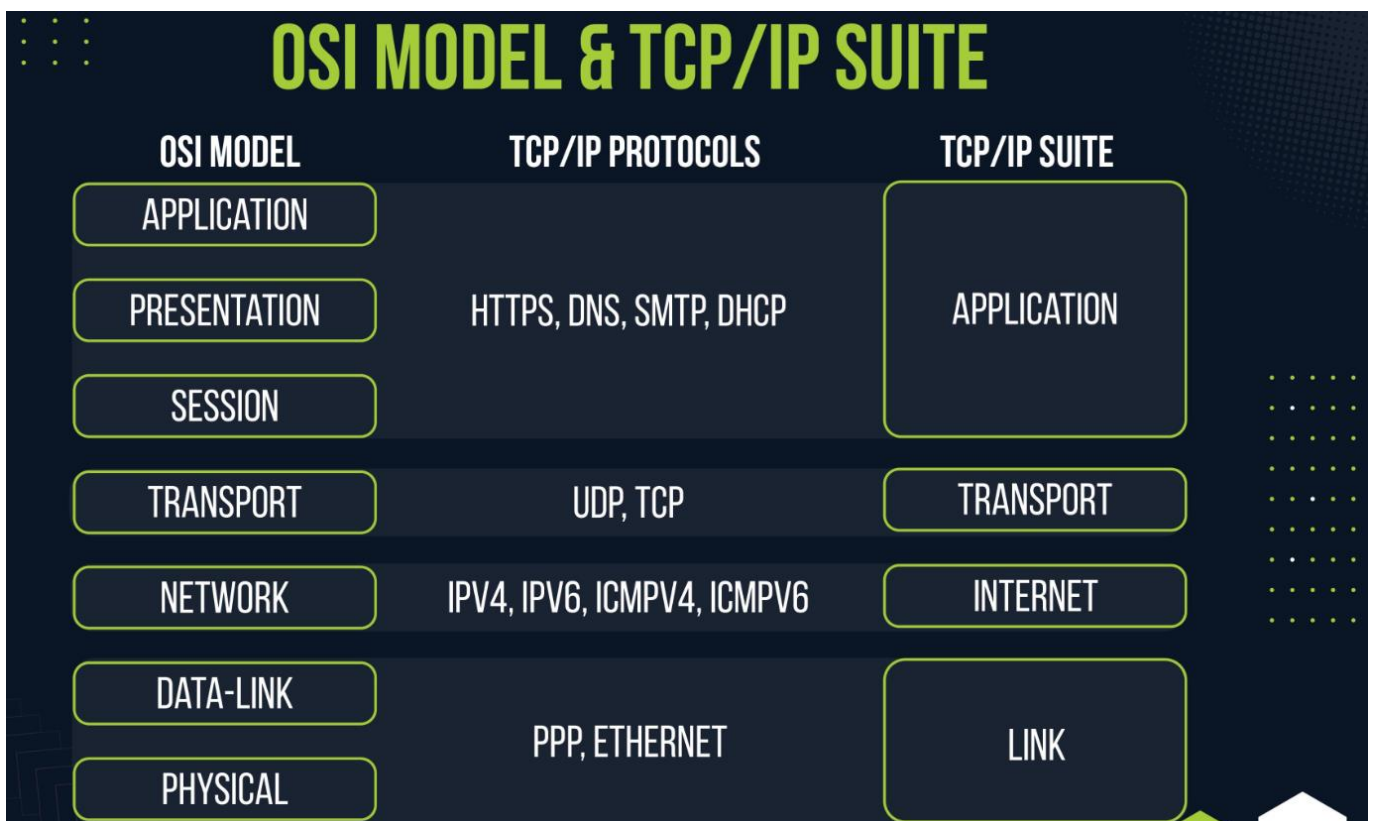 OSI MODEL & TCP/IP SUITE
OSI MODEL
TCP/IP PROTOCOLS
TCP/IP SUITE
APPLICATION
PRESENTATION
SESSION
HTTPS, DNS, SMTP, DHCP
APPLICATION
TRANSPORT
UDP, TCP
TRANSPORT
NETWORK
IPV4, IPV6, ICMPV4, ICMPV6
INTERNET
DATA-LINK
PHYSICAL
PPP, ETHERNET
LINK